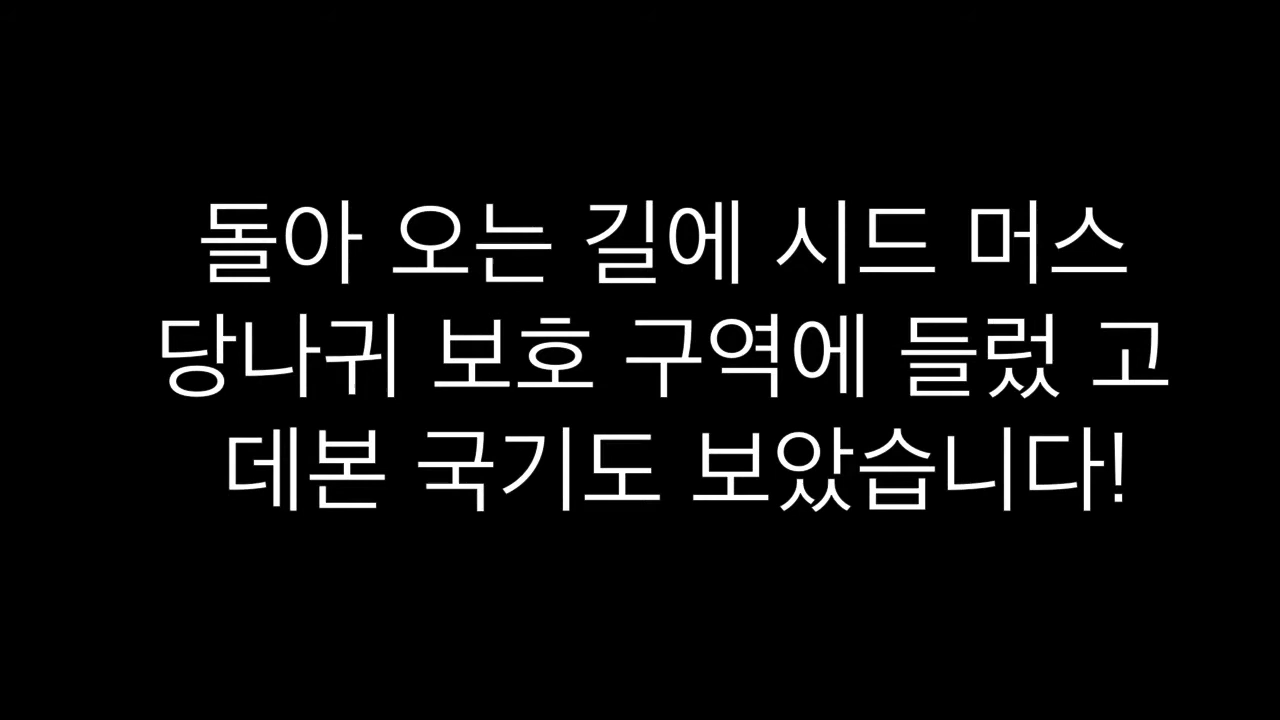 돌아 오는 길에 시드 머스
당나귀 보호 구역에 들렀 고
데본 국기도 보았습니다!